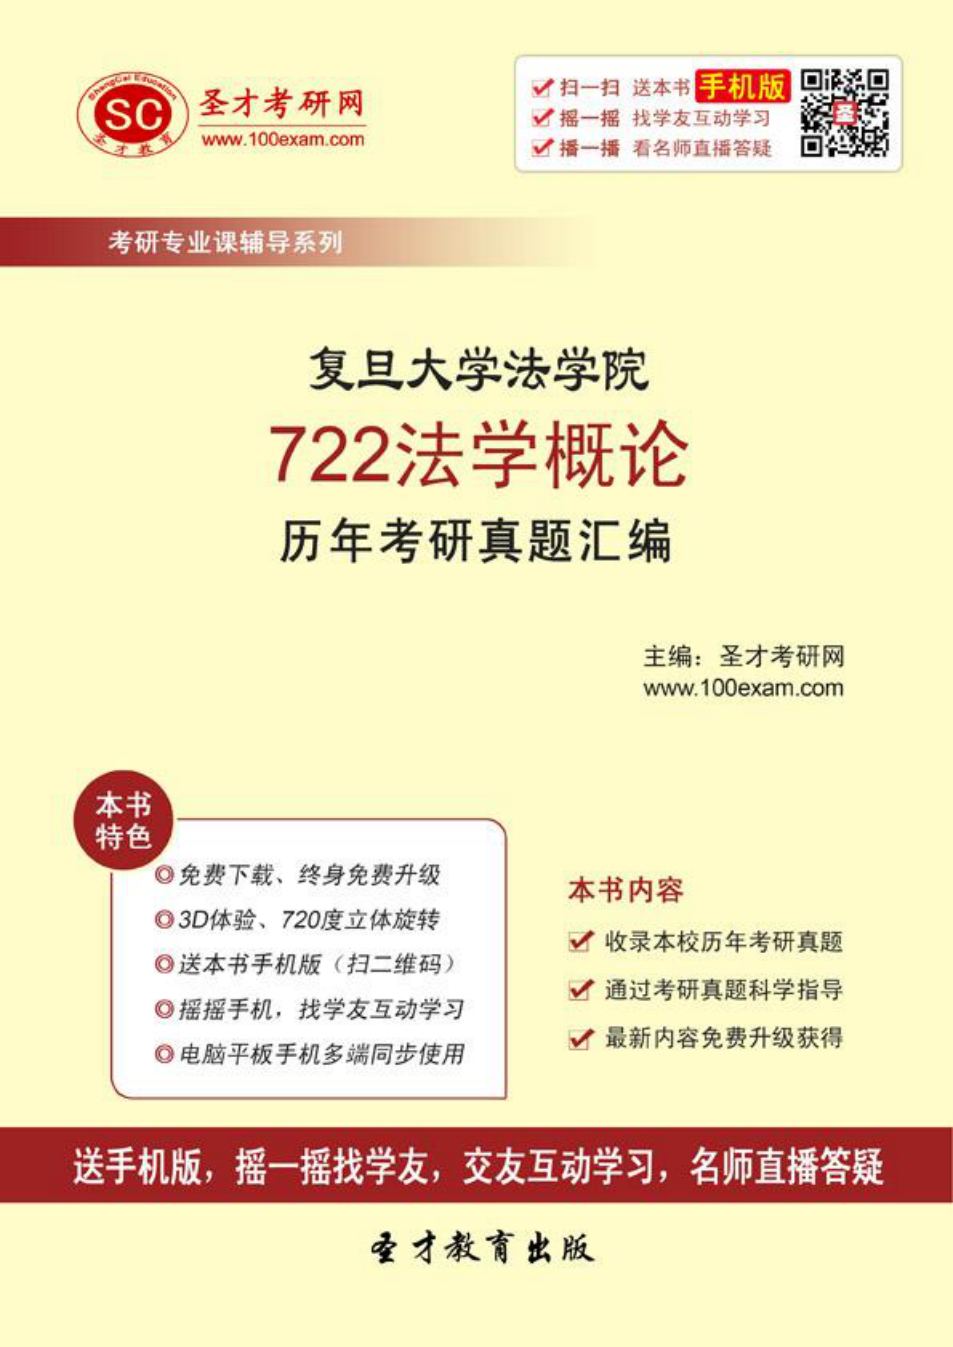 ShengCai Education
SC
圣才教育
圣才考研网
www.100exam.com
扫一扫 送本书 手机版
摇一摇 找学友互动学习
播一播 看名师直播答疑
圣
考研专业课辅导系列
复旦大学法学院
722法学概论
历年考研真题汇编
主编：圣才考研网
www.100exam.com
本书
特色
◎免费下载、终身免费升级
◎3D体验、720度立体旋转
◎送本书手机版（扫二维码）
◎摇摇手机，找学友互动学习
◎电脑平板手机多端同步使用
本书内容
收录本校历年考研真题
通过考研真题科学指导
最新内容免费升级获得
送手机版，摇一摇找学友，交友互动学习，名师直播答疑
圣才教育出版